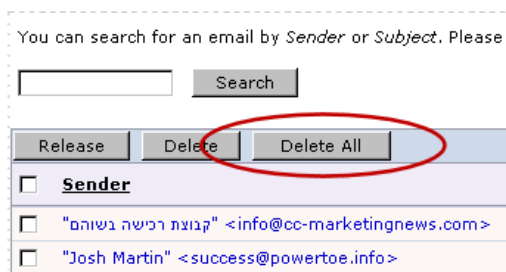 You can search for an email by Sender or Subject. Please
Search
Release Delete Delete All
Sender
"קבוצת רכישה בשוהם" <info@cc-marketingnews.com>
"Josh Martin" <success@powertoe.info>